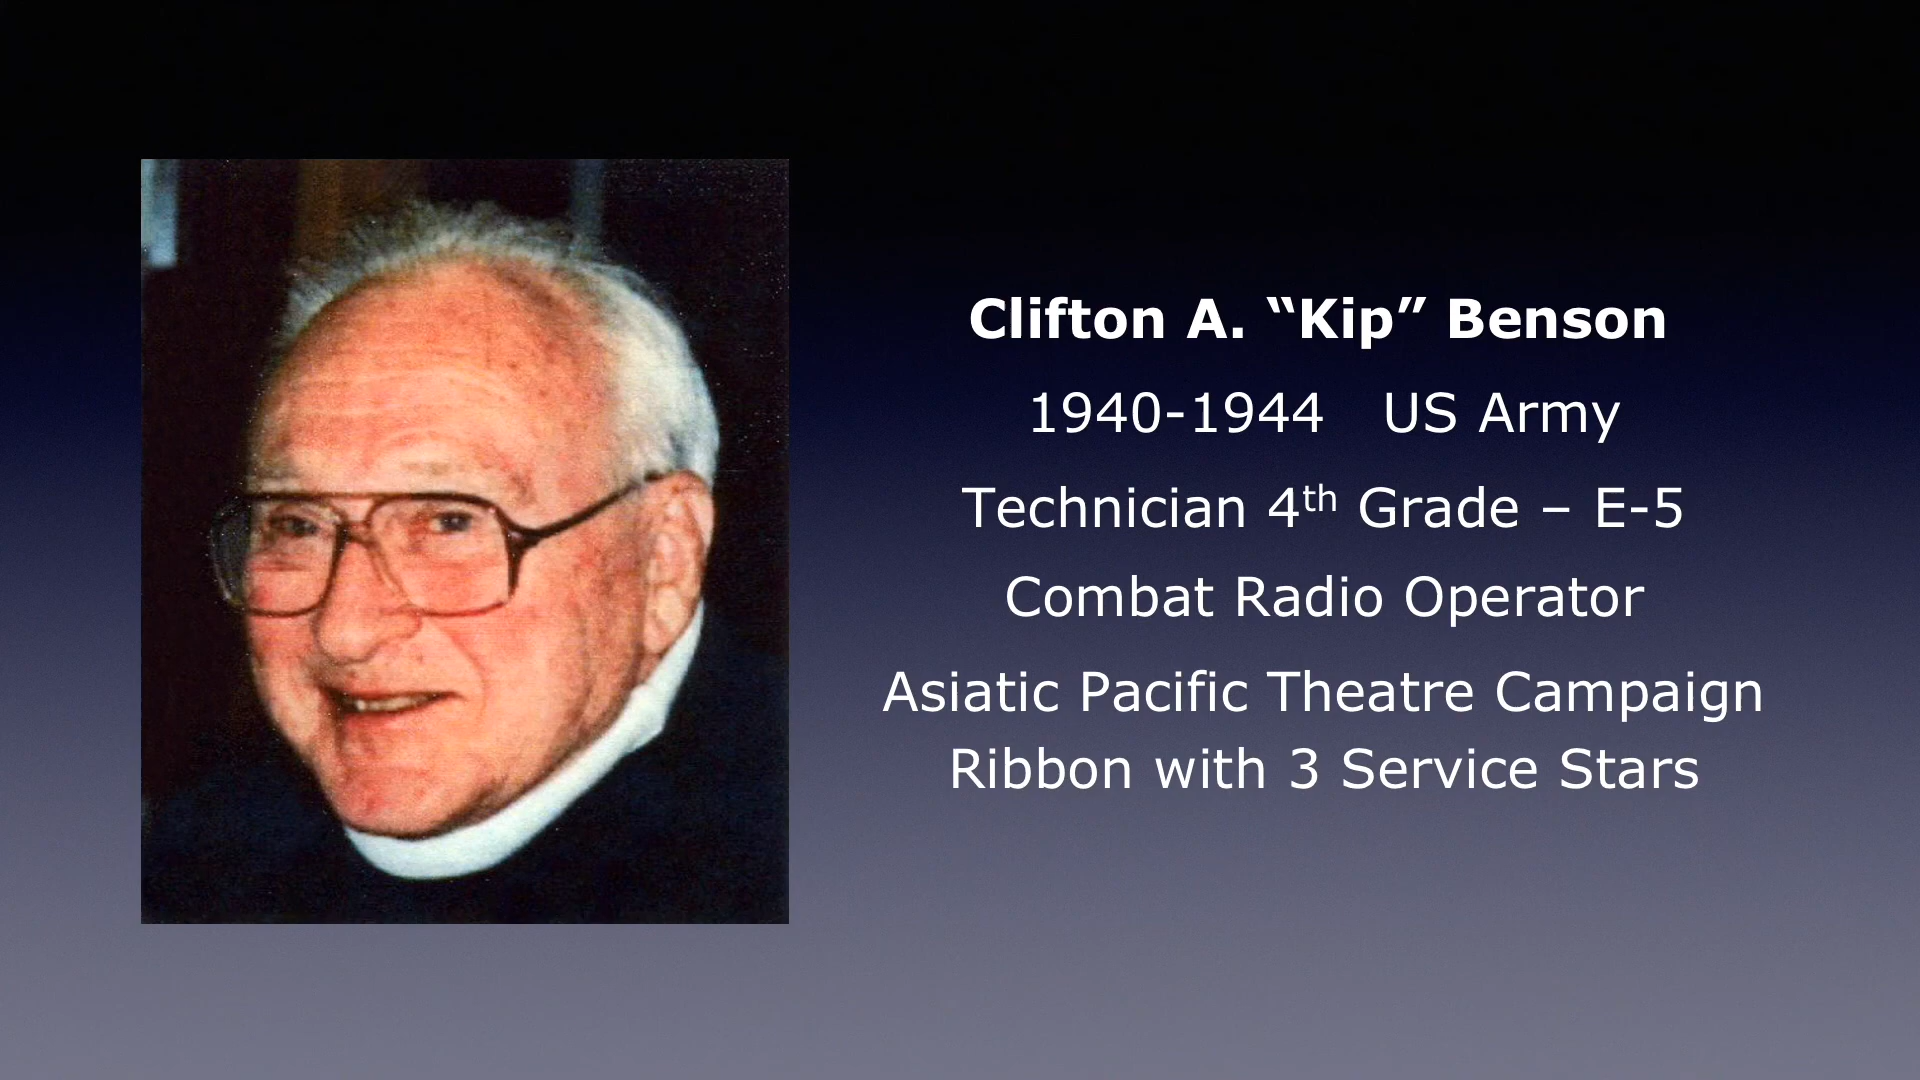 Clifton A. “Kip” Benson
1940-1944   US Army
Technician 4th Grade – E-5
Combat Radio Operator
Asiatic Pacific Theatre Campaign
Ribbon with 3 Service Stars